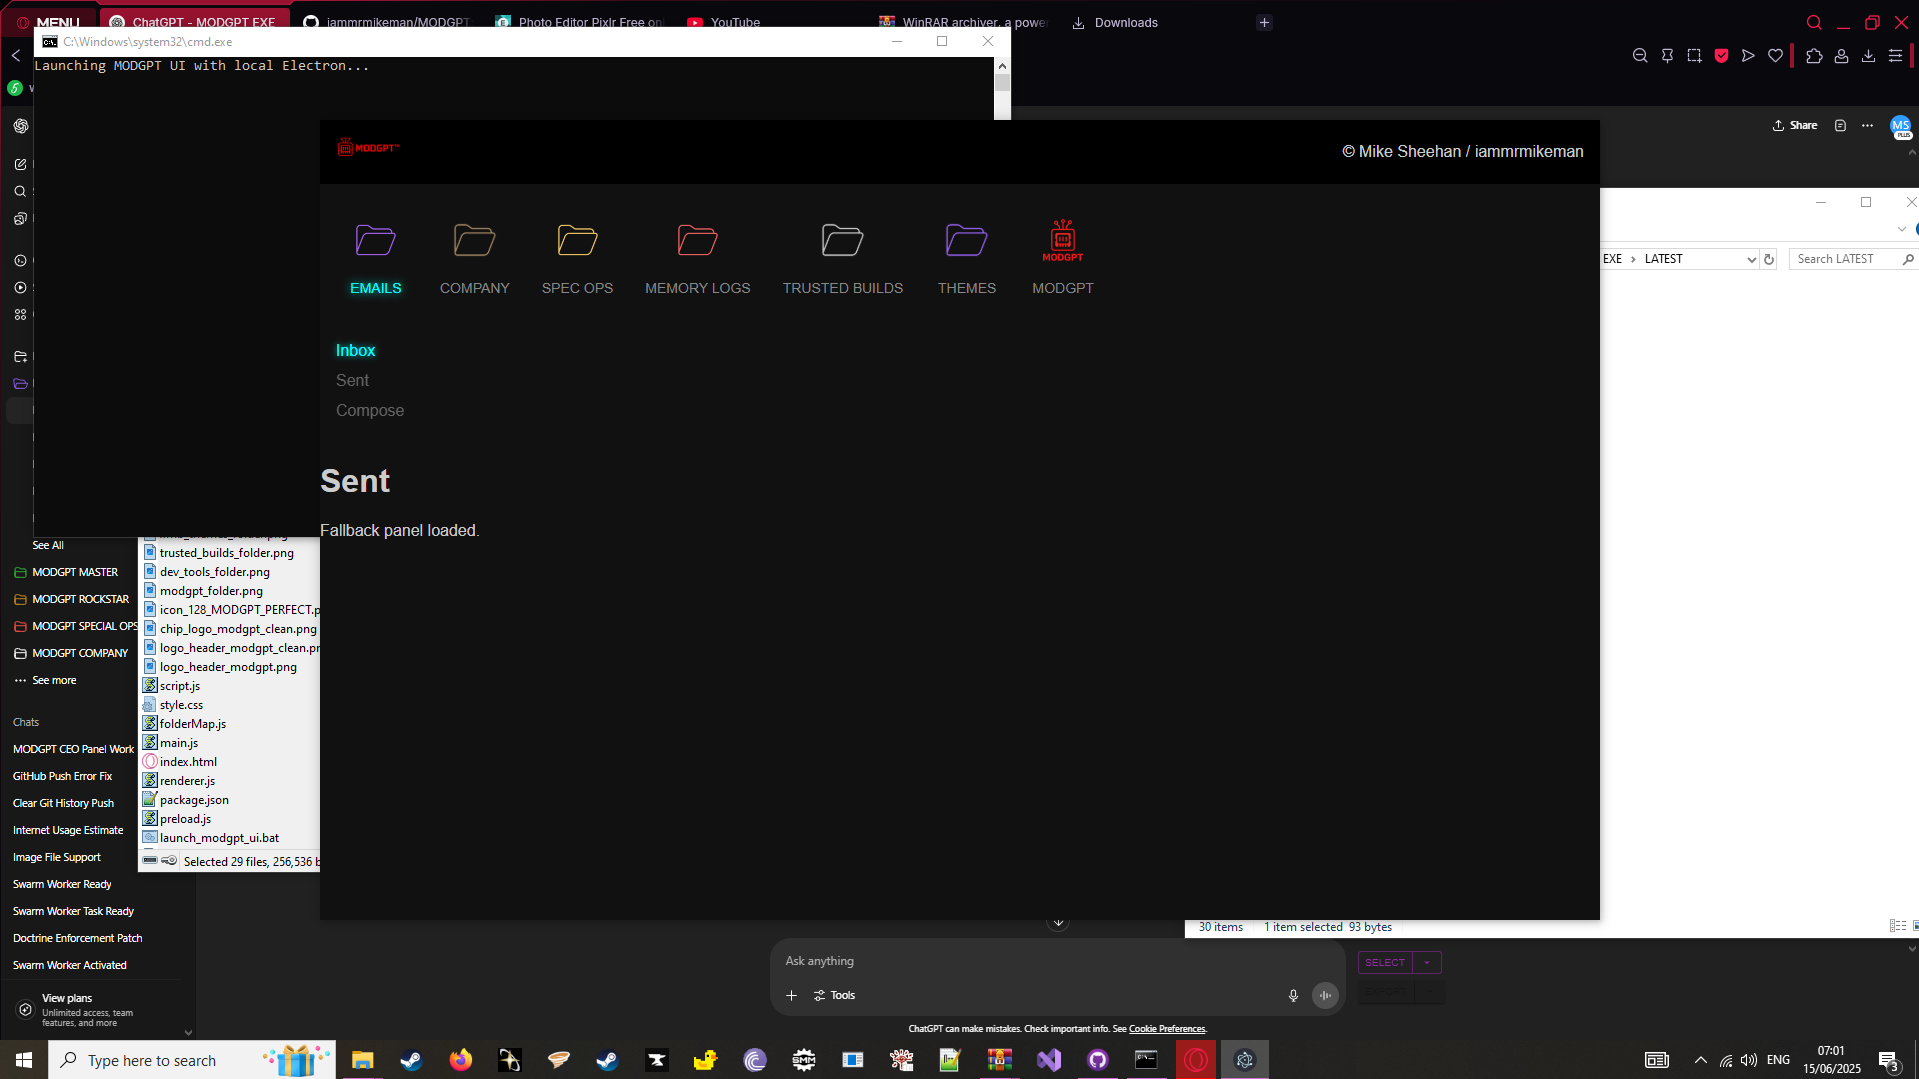 MENU
ChatGPT - MODGPT EXE
iammrmikeman/MODGPT
Photo Editor Pixlr Free on
YouTube
WinRAR archiver, a powe
Downloads
C:\Windows\system32\cmd.exe
Launching MODGPT UI with local Electron...
Share
MS
PLUS
MODGPT™
© Mike Sheehan / iammrmikeman
EXE > LATEST
Search LATEST
MODGPT
EMAILS
COMPANY
SPEC OPS
MEMORY LOGS
TRUSTED BUILDS
THEMES
MODGPT
Inbox
Sent
Compose
Sent
Fallback panel loaded.
See All
MODGPT MASTER
MODGPT ROCKSTAR
MODGPT SPECIAL OPS
MODGPT COMPANY
See more
Chats
MODGPT CEO Panel Work
GitHub Push Error Fix
Clear Git History Push
Internet Usage Estimate
Image File Support
Swarm Worker Ready
Swarm Worker Task Ready
Doctrine Enforcement Patch
Swarm Worker Activated
View plans
Unlimited access, team
features, and more
trusted_builds_folder.png
dev_tools_folder.png
modgpt_folder.png
icon_128_MODGPT_PERFECT.p
chip_logo_modgpt_clean.png
logo_header_modgpt_clean.pn
logo_header_modgpt.png
script.js
style.css
folderMap.js
main.js
index.html
renderer.js
package.json
preload.js
launch_modgpt_ui.bat
Selected 29 files, 256,536 b
30 items 1 item selected 93 bytes
Ask anything
Tools
SELECT
EXPORT
ChatGPT can make mistakes. Check important info. See Cookie Preferences.
Type here to search
SMM
ENG
07:01
15/06/2025
3